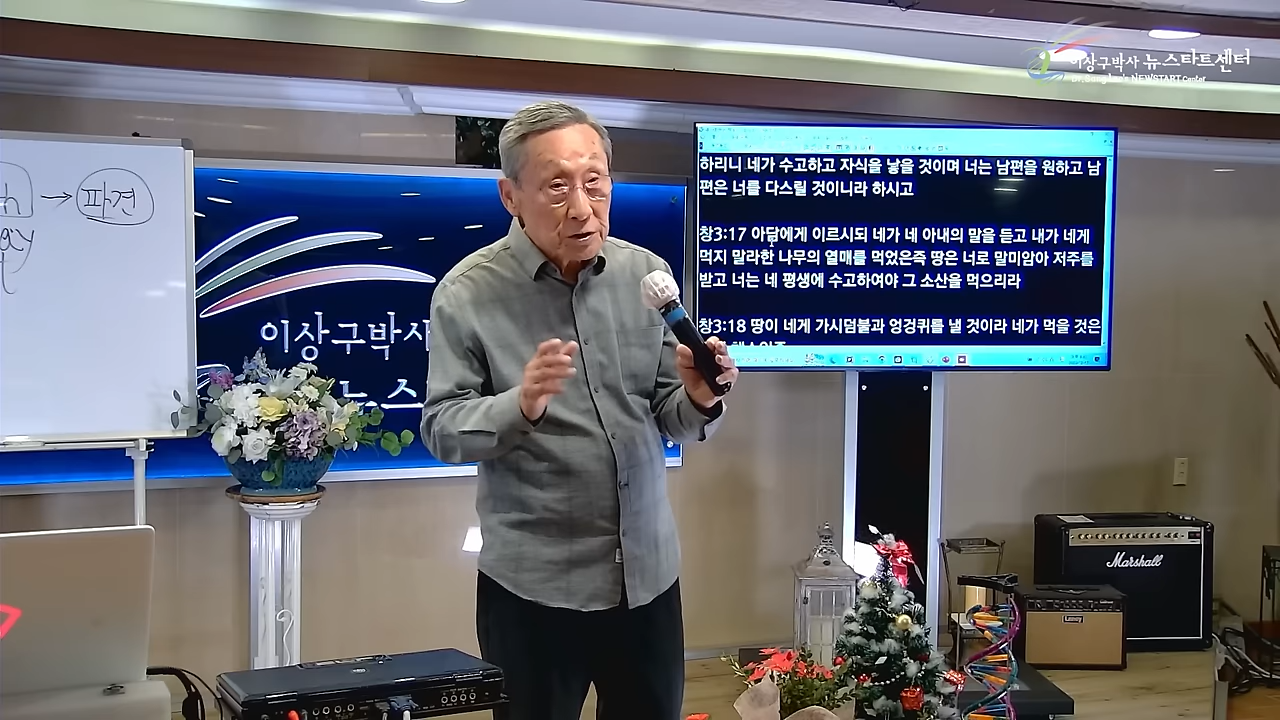 이상구박사 뉴스타트센터
Dr. Sang Lee's NEWSTART Center
파견
이상구박사
뉴스
하리니 네가 수고하고 자식을 낳을 것이며 너는 남편을 원하고 남
편은 너를 다스릴 것이니라 하시고
창3:17 아담에게 이르시되 네가 네 아내의 말을 듣고 내가 네게
먹지 말라한 나무의 열매를 먹었은즉 땅은 너로 말미암아 저주를
받고 너는 네 평생에 수고하여야 그 소산을 먹으리라
창3:18 땅이 네게 가시덤불과 엉겅퀴를 낼 것이라 네가 먹을 것은
Marshall
Laney